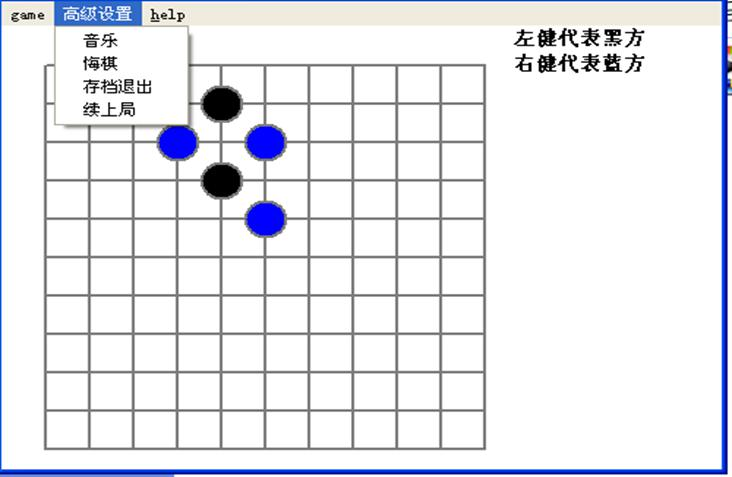 game 高级设置 help
音乐
悔棋
存档退出
续上局
左健代表黑方
右健代表蓝方